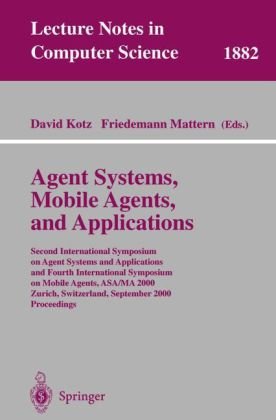 Lecture Notes in
Computer Science 1882
David Kotz Friedemann Mattern (Eds.)
Agent Systems,
Mobile Agents,
and Applications
Second International Symposium
on Agent Systems and Applications
and Fourth International Symposium
on Mobile Agents, ASA/MA 2000
Zurich, Switzerland, September 2000
Proceedings
Springer